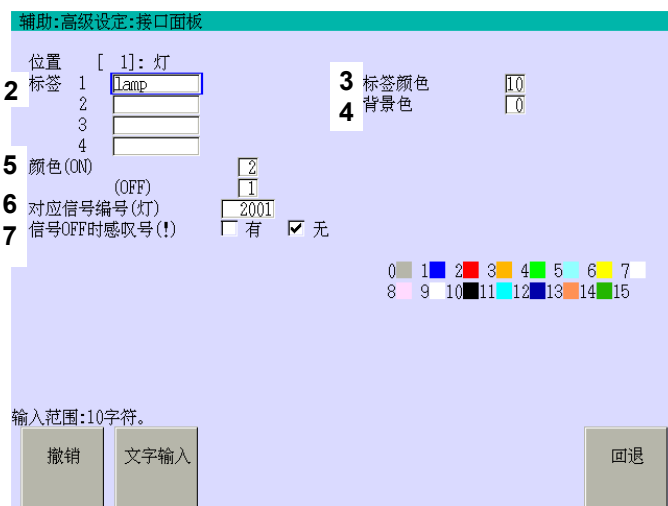 辅助:高级设定:接口面板
位置 [ 1]: 灯
2 标签 1 lamp 3 标签颜色 10
2 4 背景色 0
3
4
5 颜色(ON) 2
(OFF) 1
6 对应信号编号(灯) 2001
7 信号OFF时感叹号(!) 有 无
0 1 2 3 4 5 6 7
8 9 10 11 12 13 14 15
输入范围:10字符。
撤销 文字输入 回退